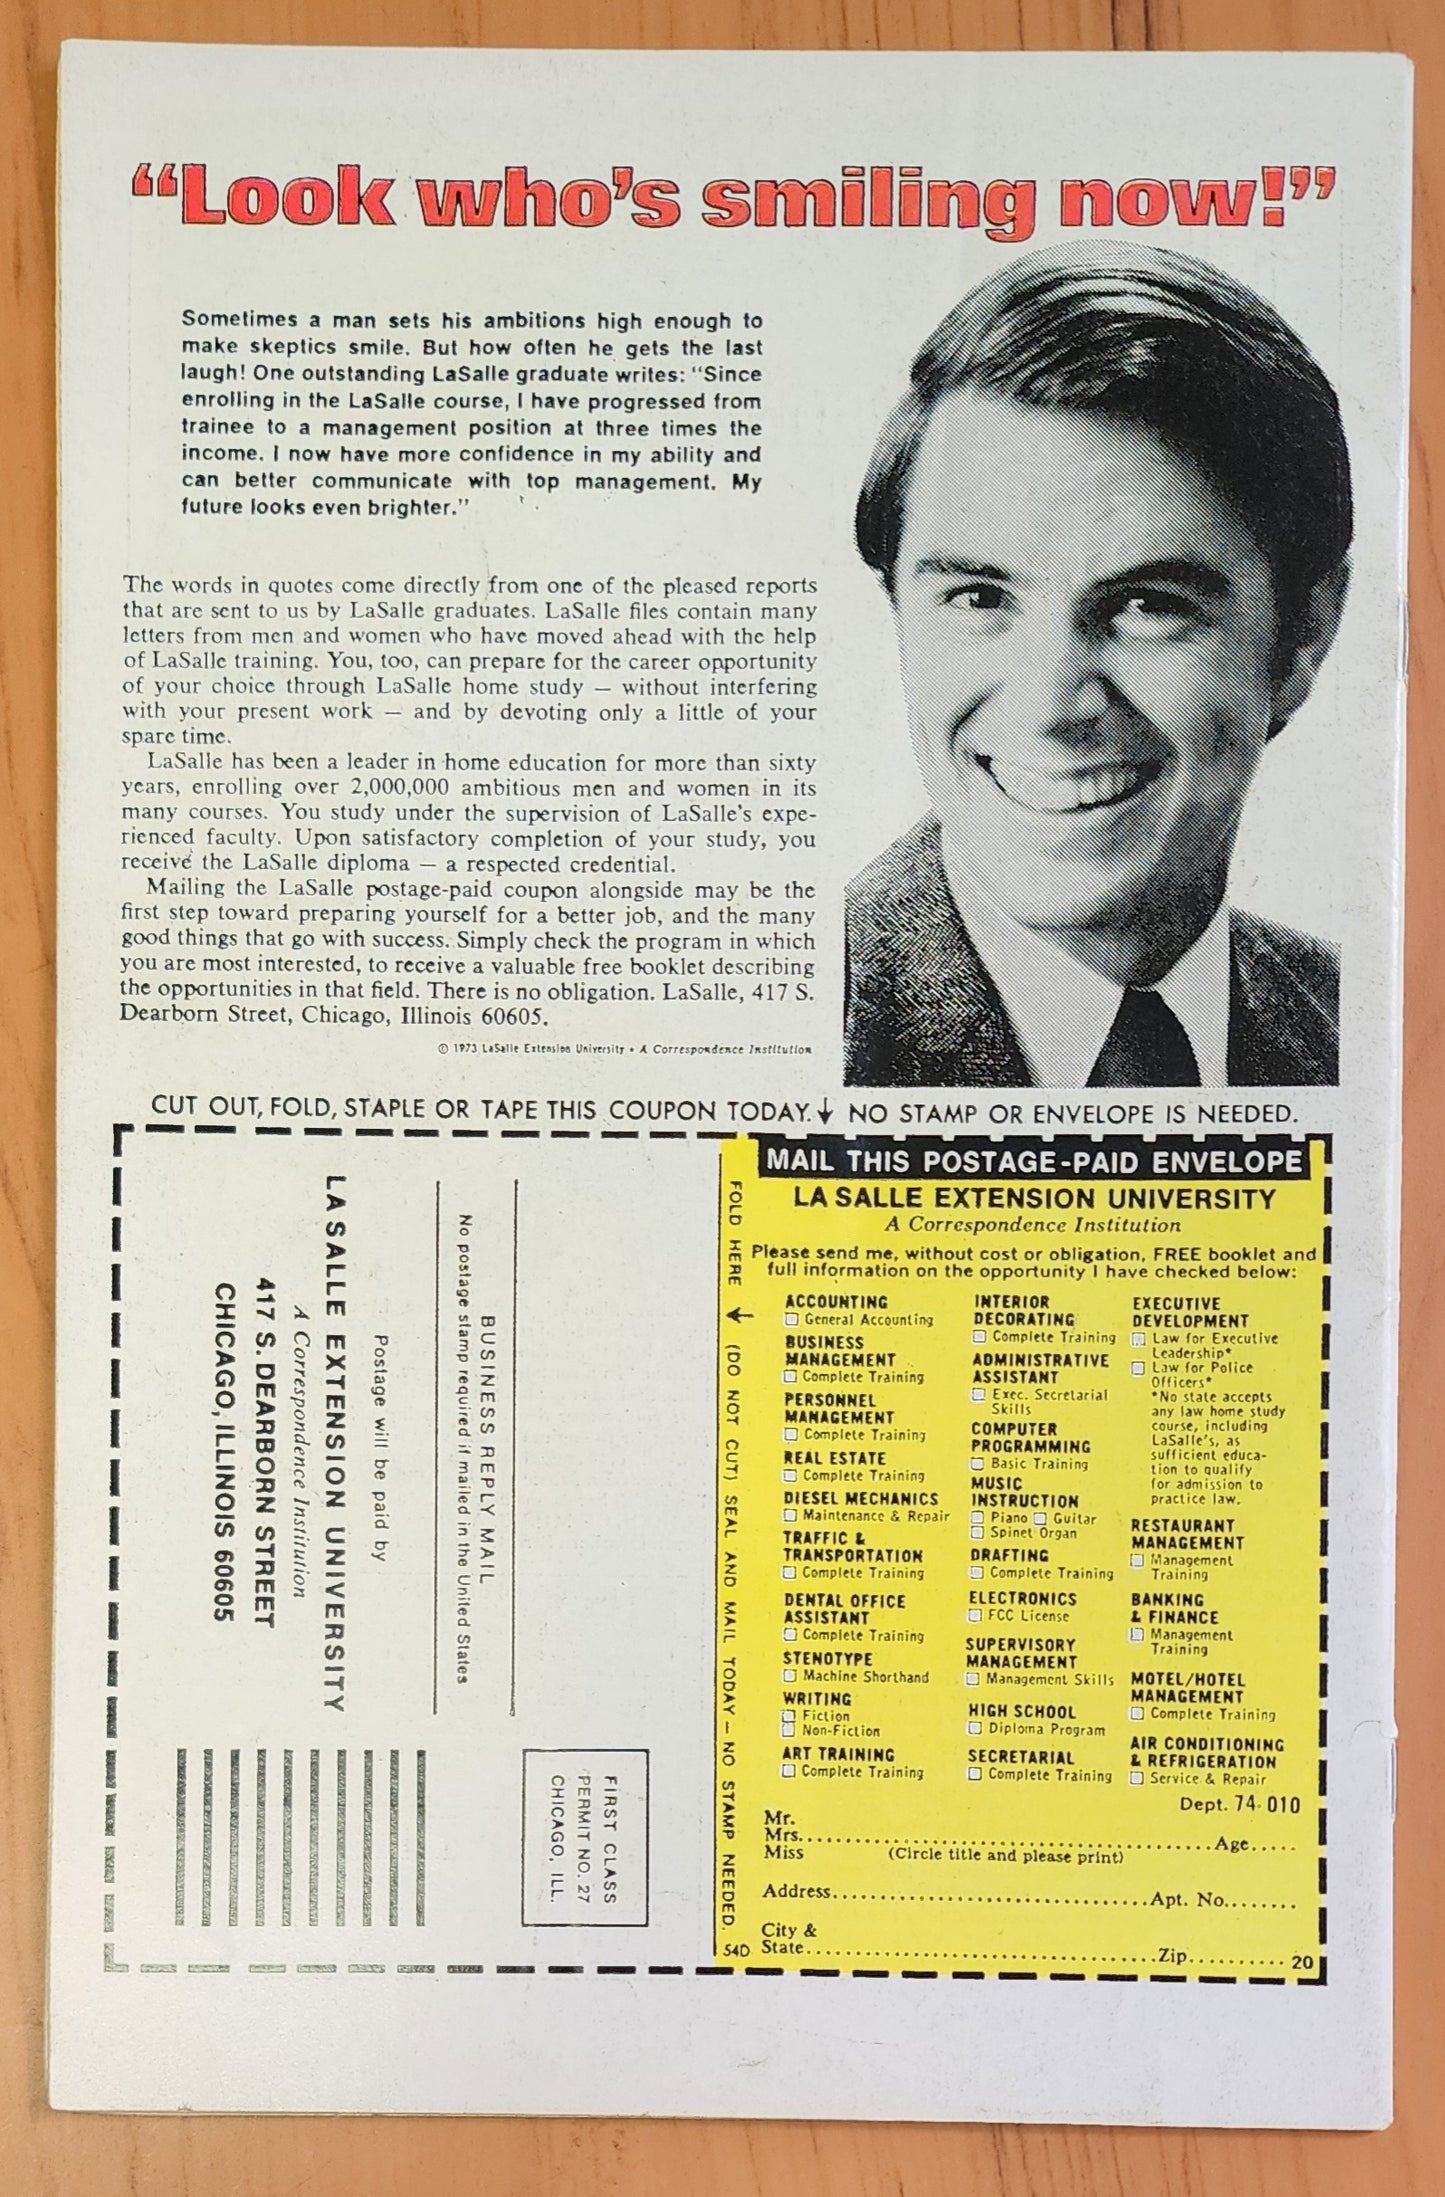 “Look who’s smiling now!”
Sometimes a man sets his ambitions high enough to
make skeptics smile. But how often he gets the last
laugh! One outstanding LaSalle graduate writes: “Since
enrolling in the LaSalle course, I have progressed from
trainee to a management position at three times the
income. I now have more confidence in my ability and
can better communicate with top management. My
future looks even brighter.”
The words in quotes come directly from one of the pleased reports
that are sent to us by LaSalle graduates. LaSalle files contain many
letters from men and women who have moved ahead with the help
of LaSalle training. You, too, can prepare for the career opportunity
of your choice through LaSalle home study — without interfering
with your present work — and by devoting only a little of your
spare time.
LaSalle has been a leader in home education for more than sixty
years, enrolling over 2,000,000 ambitious men and women in its
many courses. You study under the supervision of LaSalle’s expe-
rienced faculty. Upon satisfactory completion of your study, you
receive the LaSalle diploma — a respected credential.
Mailing the LaSalle postage-paid coupon alongside may be the
first step toward preparing yourself for a better job, and the many
good things that go with success. Simply check the program in which
you are most interested, to receive a valuable free booklet describing
the opportunities in that field. There is no obligation. LaSalle, 417 S.
Dearborn Street, Chicago, Illinois 60605.
© 1973 LaSalle Extension University • A Correspondence Institution
CUT OUT, FOLD, STAPLE OR TAPE THIS COUPON TODAY. ↓ NO STAMP OR ENVELOPE IS NEEDED.
FIRST CLASS
PERMIT NO. 27
CHICAGO, ILL.
BUSINESS REPLY MAIL
No postage stamp required if mailed in the United States
Postage will be paid by
LA SALLE EXTENSION UNIVERSITY
A Correspondence Institution
417 S. DEARBORN STREET
CHICAGO, ILLINOIS 60605
FOLD HERE ↓ (DO NOT CUT) SEAL AND MAIL TODAY — NO STAMP NEEDED.
54D
MAIL THIS POSTAGE-PAID ENVELOPE
LA SALLE EXTENSION UNIVERSITY
A Correspondence Institution
Please send me, without cost or obligation, FREE booklet and
full information on the opportunity I have checked below:
ACCOUNTING
☐ General Accounting
BUSINESS
MANAGEMENT
☐ Complete Training
PERSONNEL
MANAGEMENT
☐ Complete Training
REAL ESTATE
☐ Complete Training
DIESEL MECHANICS
☐ Maintenance & Repair
TRAFFIC &
TRANSPORTATION
☐ Complete Training
DENTAL OFFICE
ASSISTANT
☐ Complete Training
STENOTYPE
☐ Machine Shorthand
WRITING
☐ Fiction
☐ Non-Fiction
ART TRAINING
☐ Complete Training
INTERIOR
DECORATING
☐ Complete Training
ADMINISTRATIVE
ASSISTANT
☐ Exec. Secretarial
Skills
COMPUTER
PROGRAMMING
☐ Basic Training
MUSIC
INSTRUCTION
☐ Piano ☐ Guitar
☐ Spinet Organ
DRAFTING
☐ Complete Training
ELECTRONICS
☐ FCC License
SUPERVISORY
MANAGEMENT
☐ Management Skills
HIGH SCHOOL
☐ Diploma Program
SECRETARIAL
☐ Complete Training
EXECUTIVE
DEVELOPMENT
☐ Law for Executive
Leadership*
☐ Law for Police
Officers*
*No state accepts
any law home study
course, including
LaSalle's, as
sufficient educa-
tion to qualify
for admission to
practice law.
RESTAURANT
MANAGEMENT
☐ Management
Training
BANKING
& FINANCE
☐ Management
Training
MOTEL/HOTEL
MANAGEMENT
☐ Complete Training
AIR CONDITIONING
& REFRIGERATION
☐ Service & Repair
Dept. 74-010
Mr.
Mrs. Age
Miss (Circle title and please print)
Address Apt. No.
City &
State Zip 20